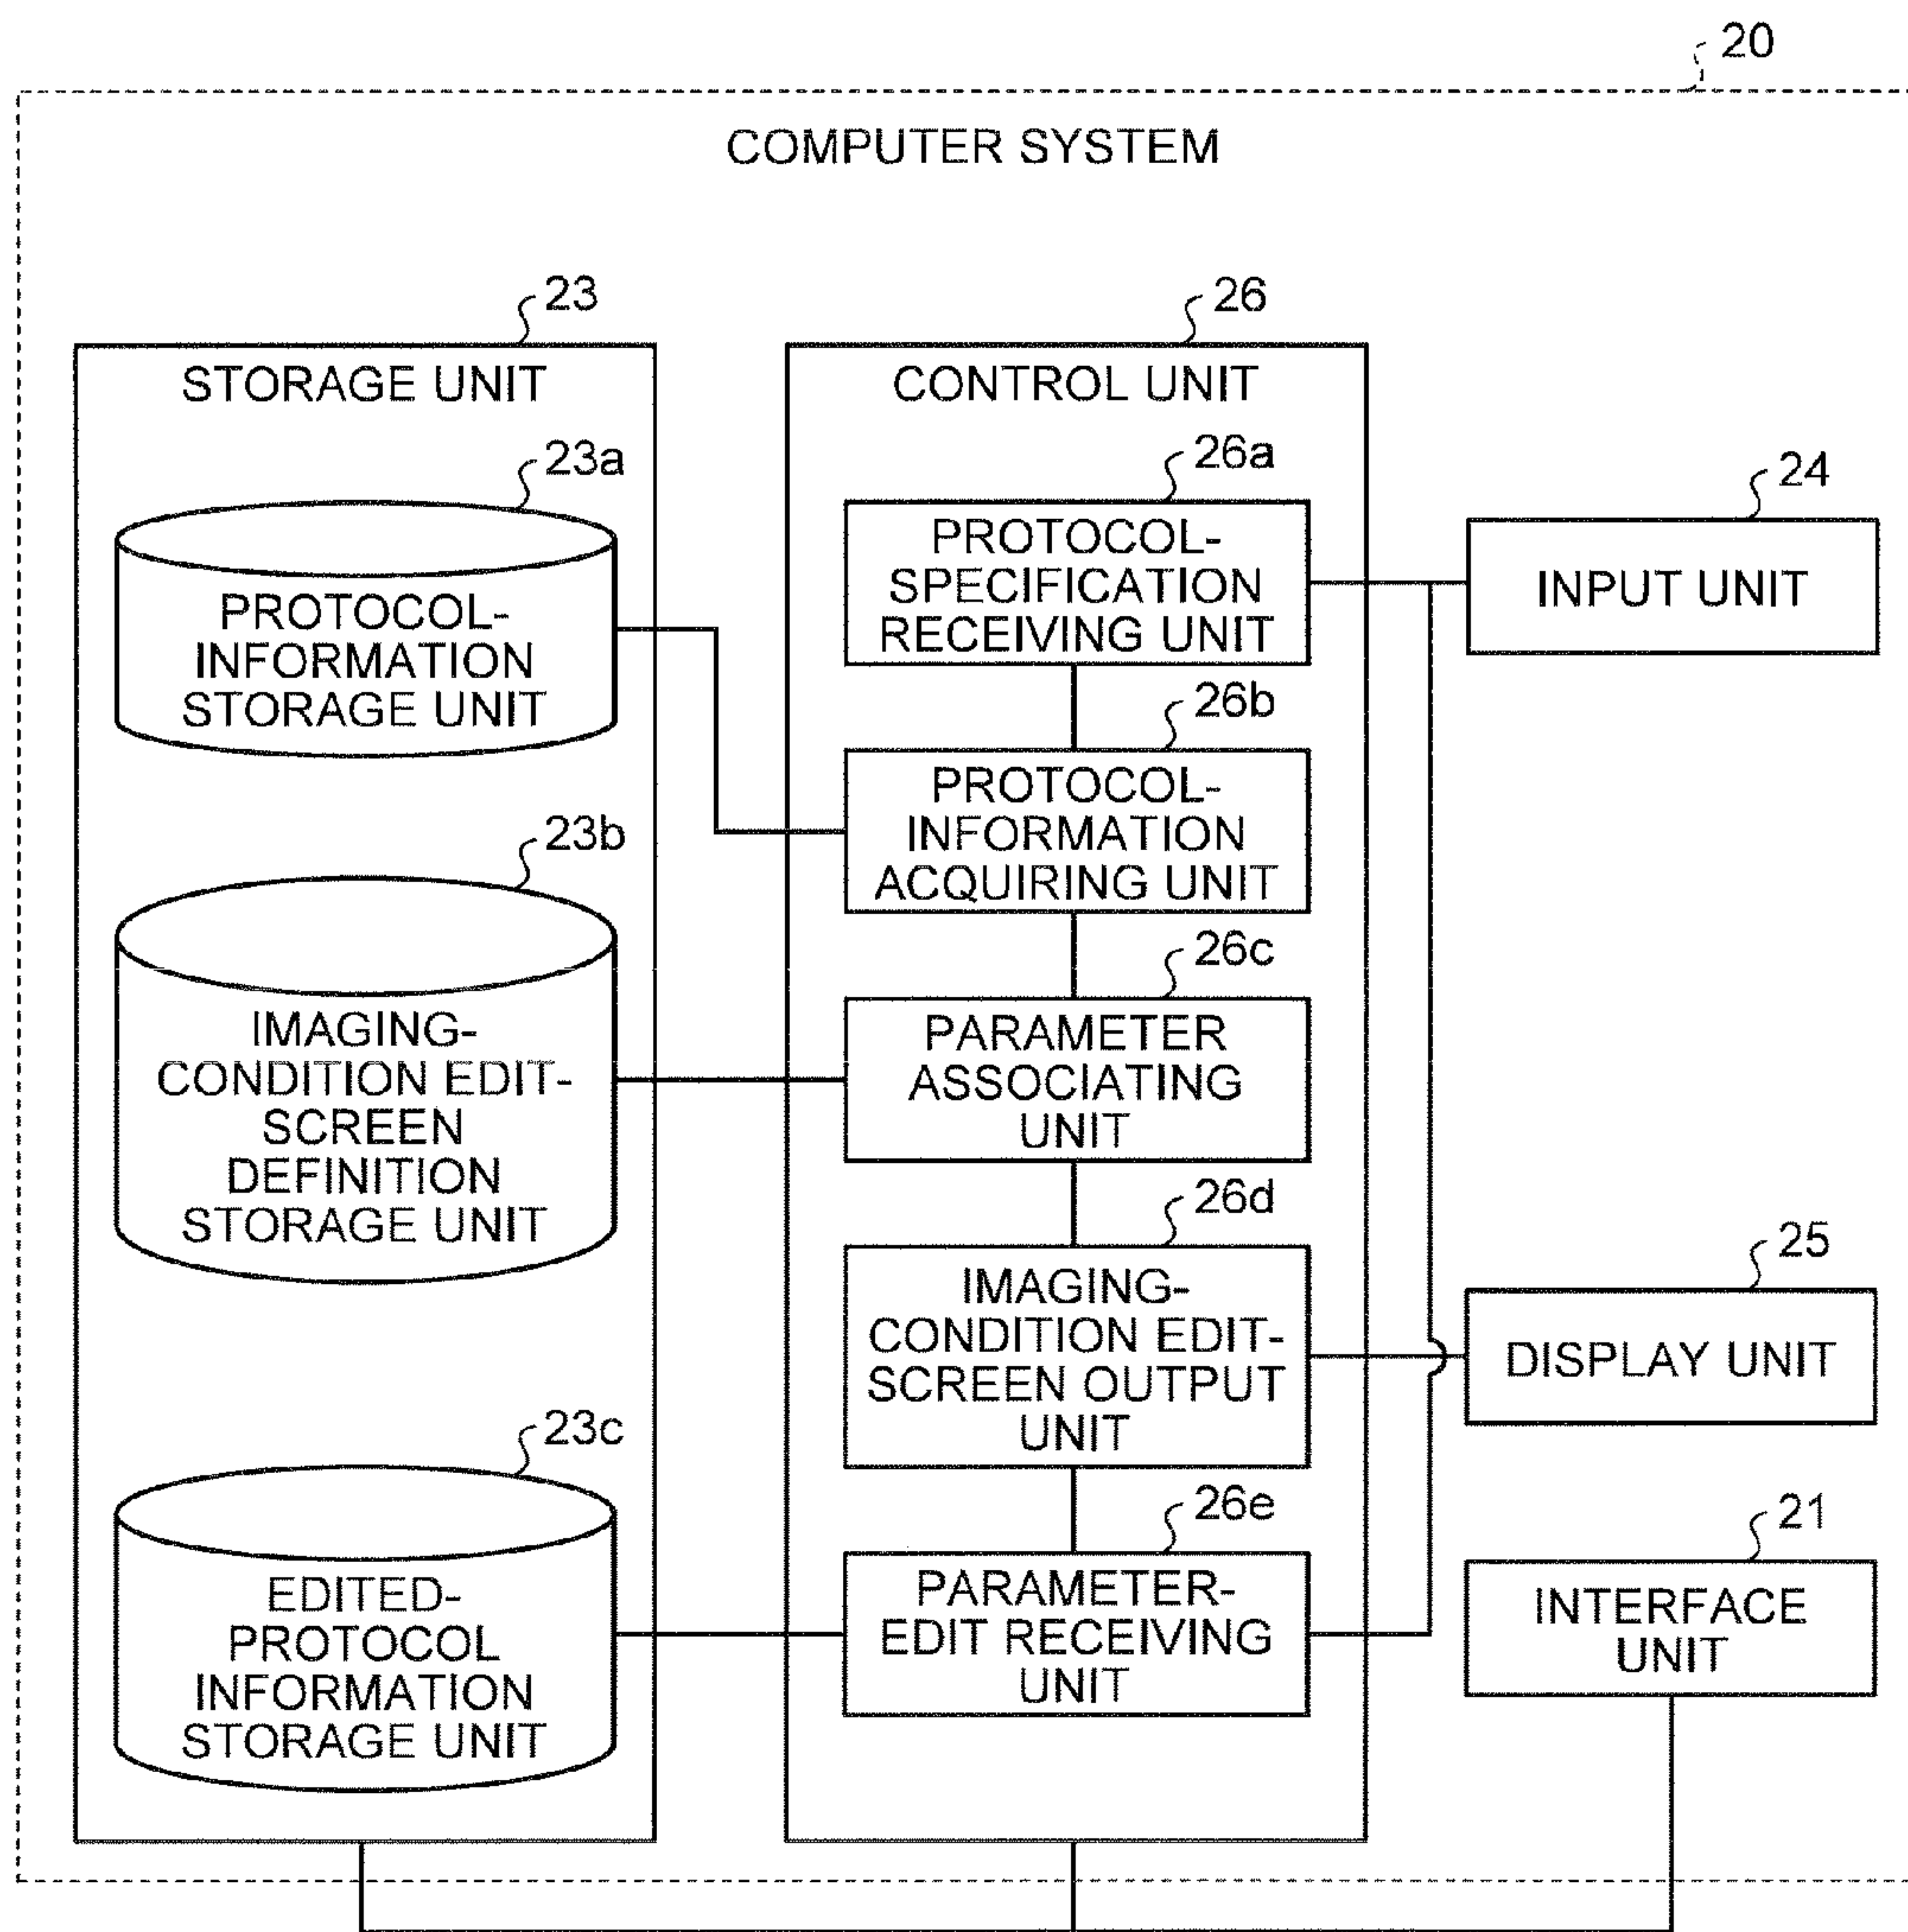 20
COMPUTER SYSTEM
23
STORAGE UNIT
23a
PROTOCOL-
INFORMATION
STORAGE UNIT
23b
IMAGING-
CONDITION EDIT-
SCREEN
DEFINITION
STORAGE UNIT
23c
EDITED-
PROTOCOL
INFORMATION
STORAGE UNIT
26
CONTROL UNIT
26a
PROTOCOL-
SPECIFICATION
RECEIVING UNIT
26b
PROTOCOL-
INFORMATION
ACQUIRING UNIT
26c
PARAMETER
ASSOCIATING
UNIT
26d
IMAGING-
CONDITION EDIT-
SCREEN OUTPUT
UNIT
26e
PARAMETER-
EDIT RECEIVING
UNIT
24
INPUT UNIT
25
DISPLAY UNIT
21
INTERFACE
UNIT